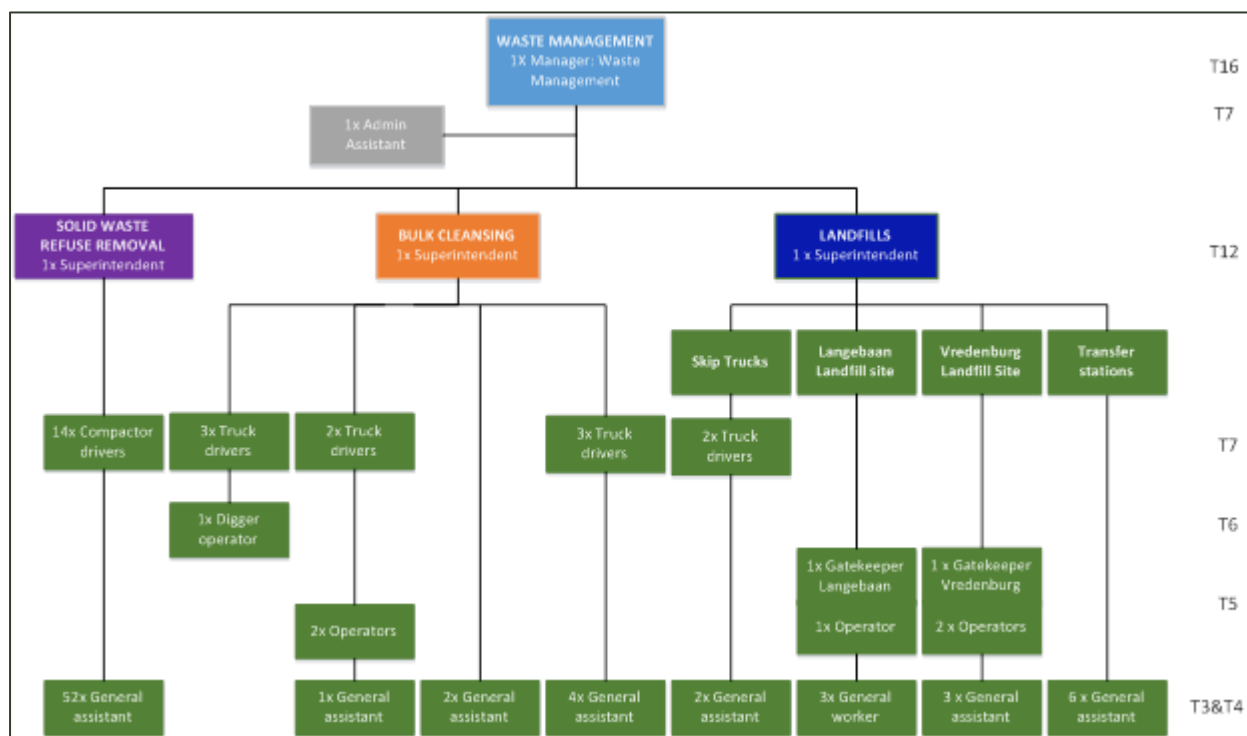 WASTE MANAGEMENT
1X Manager: Waste
Management
T16
1x Admin
Assistant
T7
SOLID WASTE
REFUSE REMOVAL
1x Superintendent
BULK CLEANSING
1x Superintendent
LANDFILLS
1 x Superintendent
T12
Skip Trucks
Langebaan
Landfill site
Vredenburg
Landfill Site
Transfer
stations
14x Compactor
drivers
3x Truck
drivers
2x Truck
drivers
3x Truck
drivers
2x Truck
drivers
T7
1x Digger
operator
T6
1x Gatekeeper
Langebaan
1 x Gatekeeper
Vredenburg
T5
2x Operators
1x Operator
2 x Operators
52x General
assistant
1x General
assistant
2x General
assistant
4x General
assistant
2x General
assistant
3x General
worker
3 x General
assistant
6 x General
assistant
T3&T4